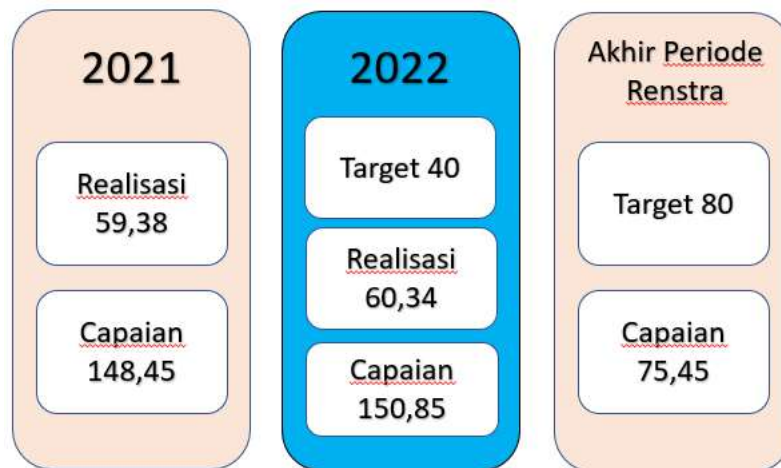 2021
Realisasi
59,38
Capaian
148,45
2022
Target 40
Realisasi
60,34
Capaian
150,85
Akhir Periode
Renstra
Target 80
Capaian
75,45